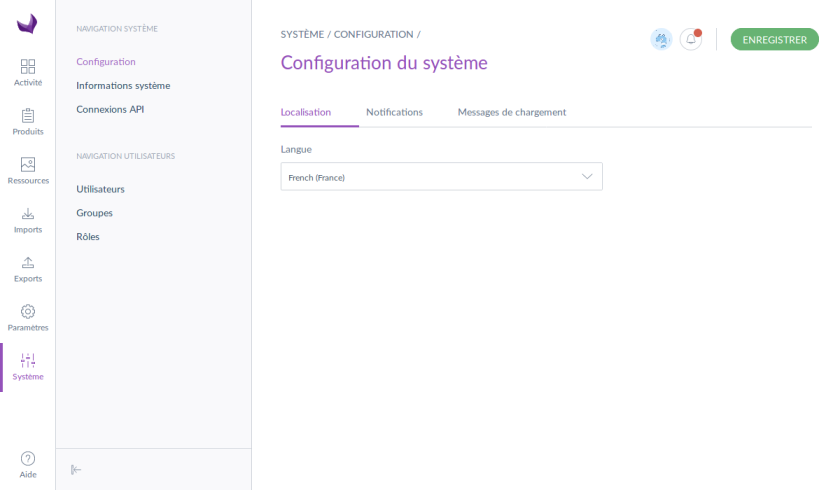 Activité
Produits
Ressources
Imports
Exports
Paramètres
Système
Aide
NAVIGATION SYSTÈME
Configuration
Informations système
Connexions API
NAVIGATION UTILISATEURS
Utilisateurs
Groupes
Rôles
SYSTÈME / CONFIGURATION /
ENREGISTRER
Configuration du système
Localisation Notifications Messages de chargement
Langue
French (France)